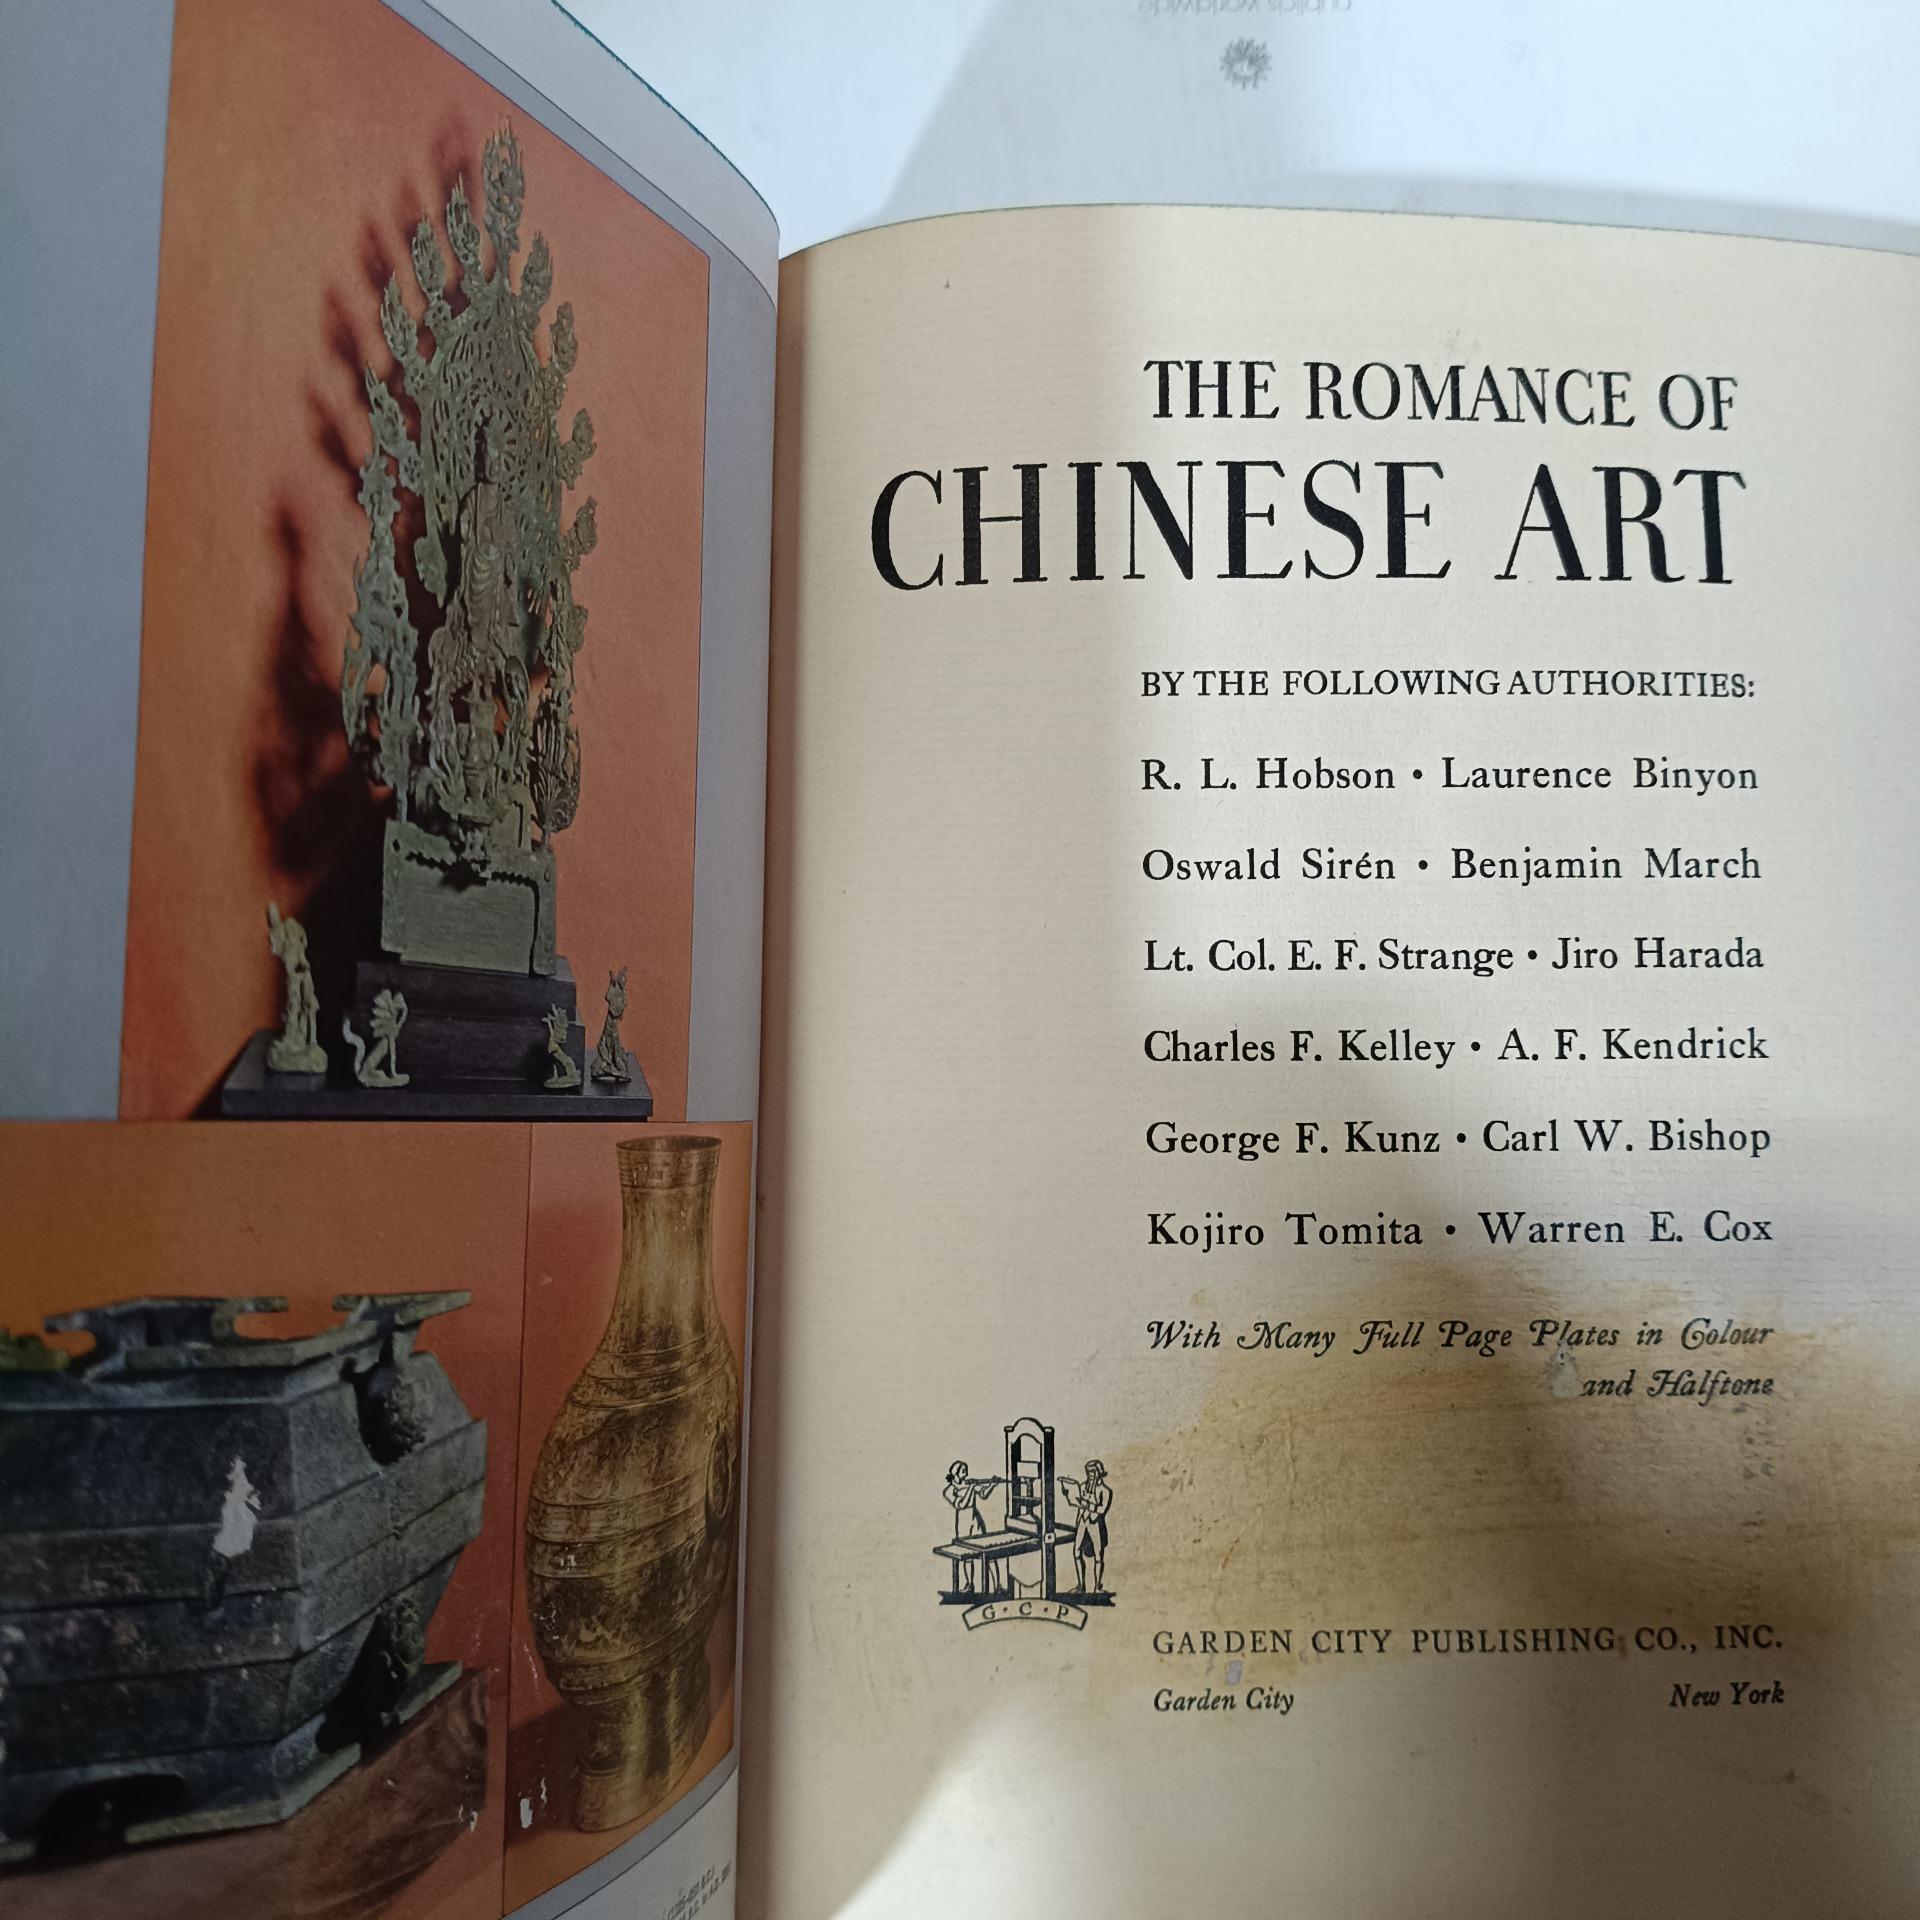 THE ROMANCE OF
CHINESE ART
BY THE FOLLOWING AUTHORITIES:
R. L. Hobson • Laurence Binyon
Oswald Sirén • Benjamin March
Lt. Col. E. F. Strange • Jiro Harada
Charles F. Kelley • A. F. Kendrick
George F. Kunz • Carl W. Bishop
Kojiro Tomita • Warren E. Cox
With Many Full Page Plates in Colour
and Halftone
G·C·P
GARDEN CITY PUBLISHING CO., INC.
Garden City New York